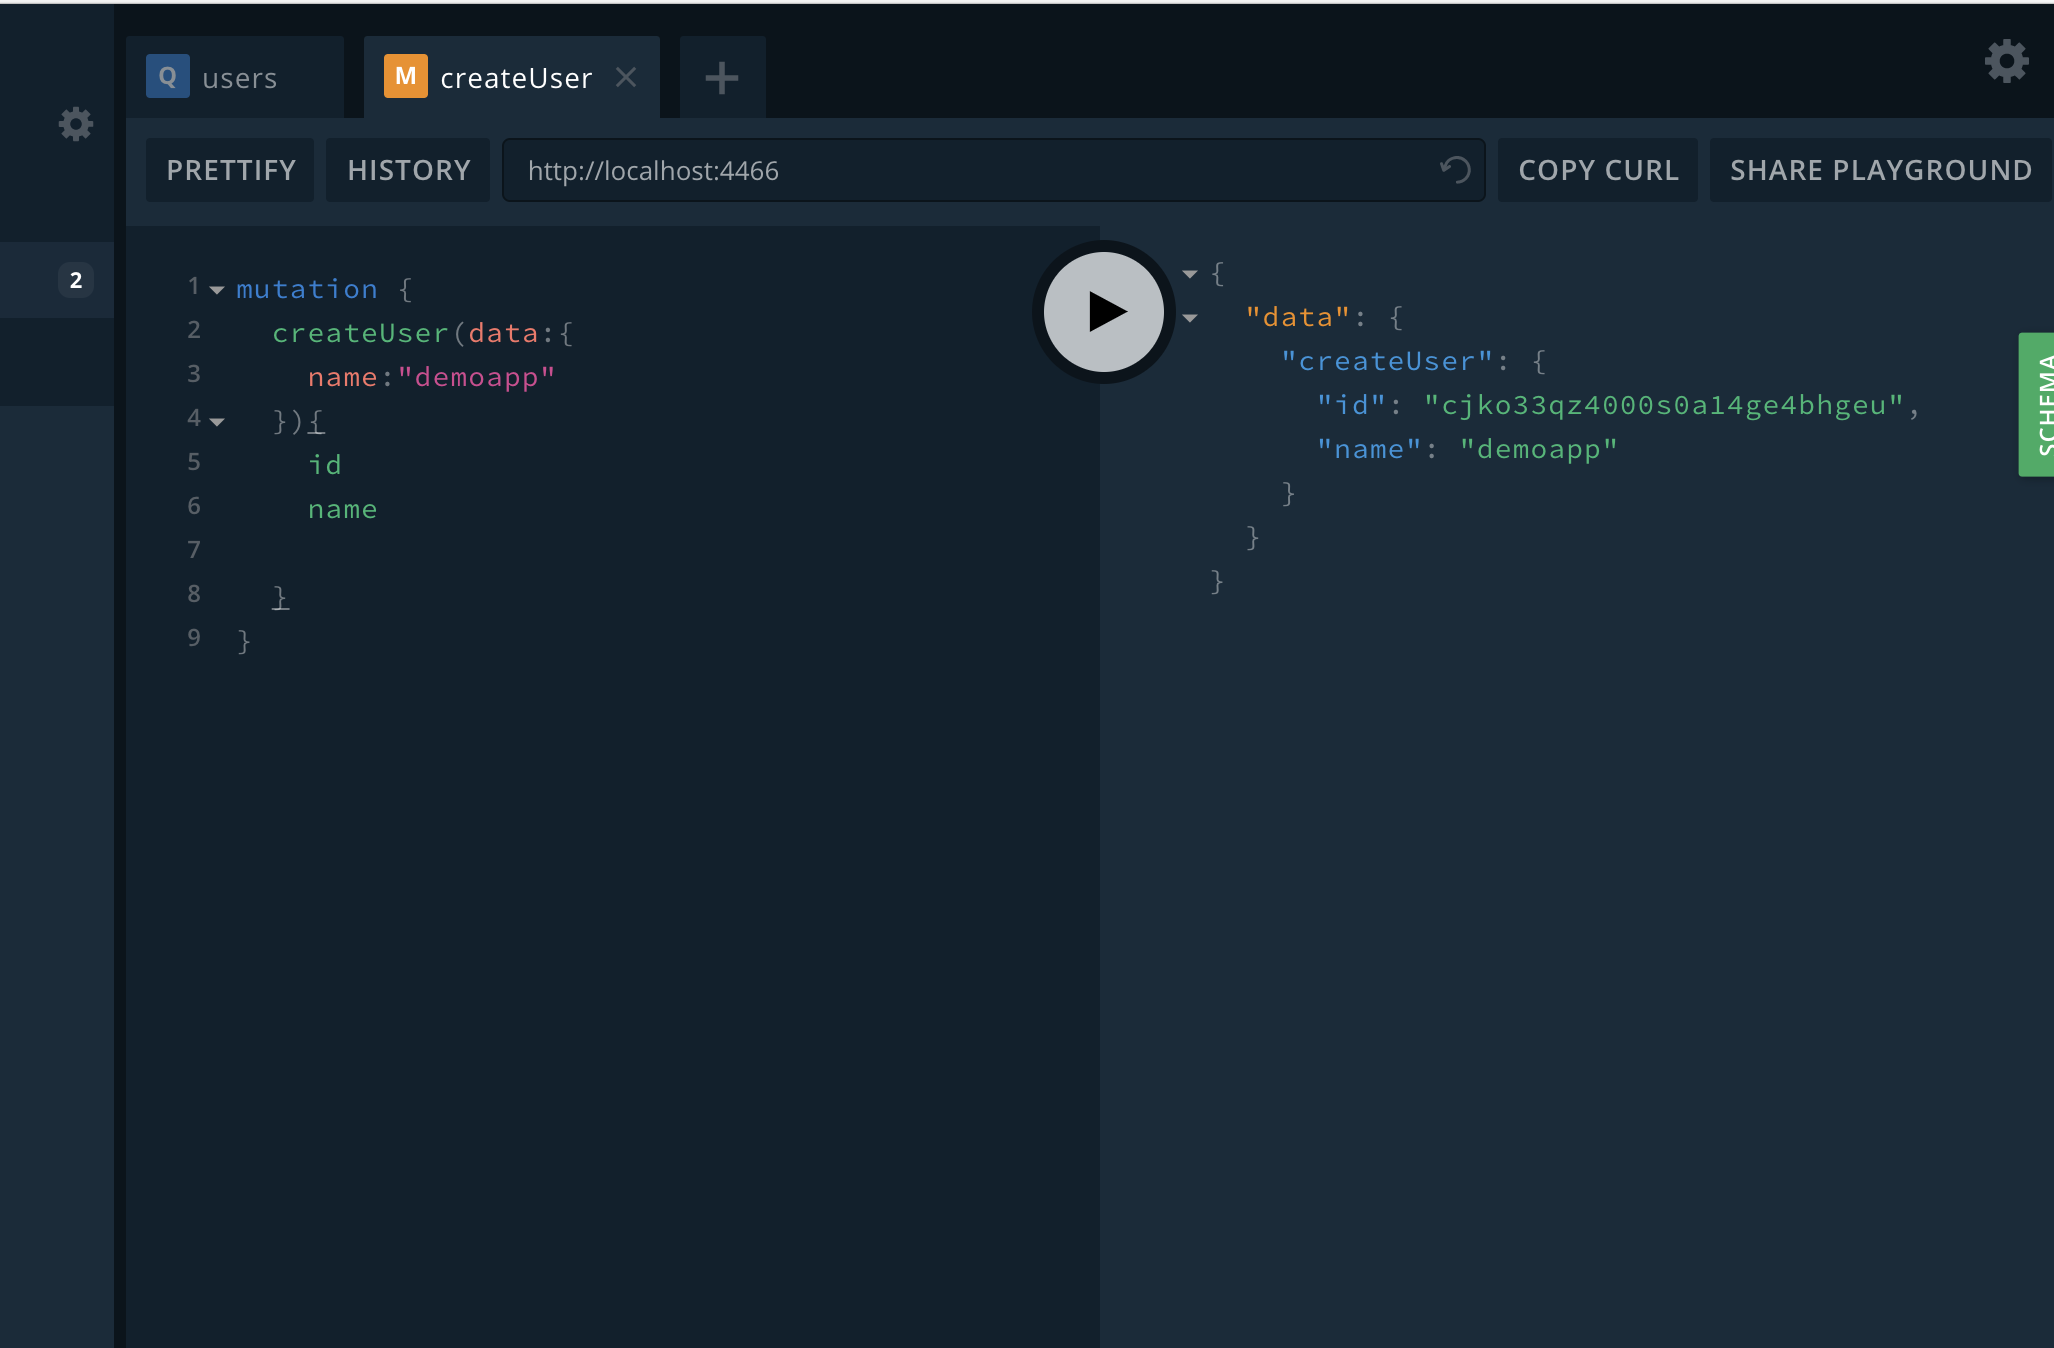 Q users M createUser
PRETTIFY HISTORY http://localhost:4466 COPY CURL SHARE PLAYGROUND
2
1 mutation {
2 createUser(data:{
3 name:"demoapp"
4 }){
5 id
6 name
7
8 }
9 }
{
"data": {
"createUser": {
"id": "cjko33qz4000s0a14ge4bhgeu",
"name": "demoapp"
}
}
}
SCHEMA